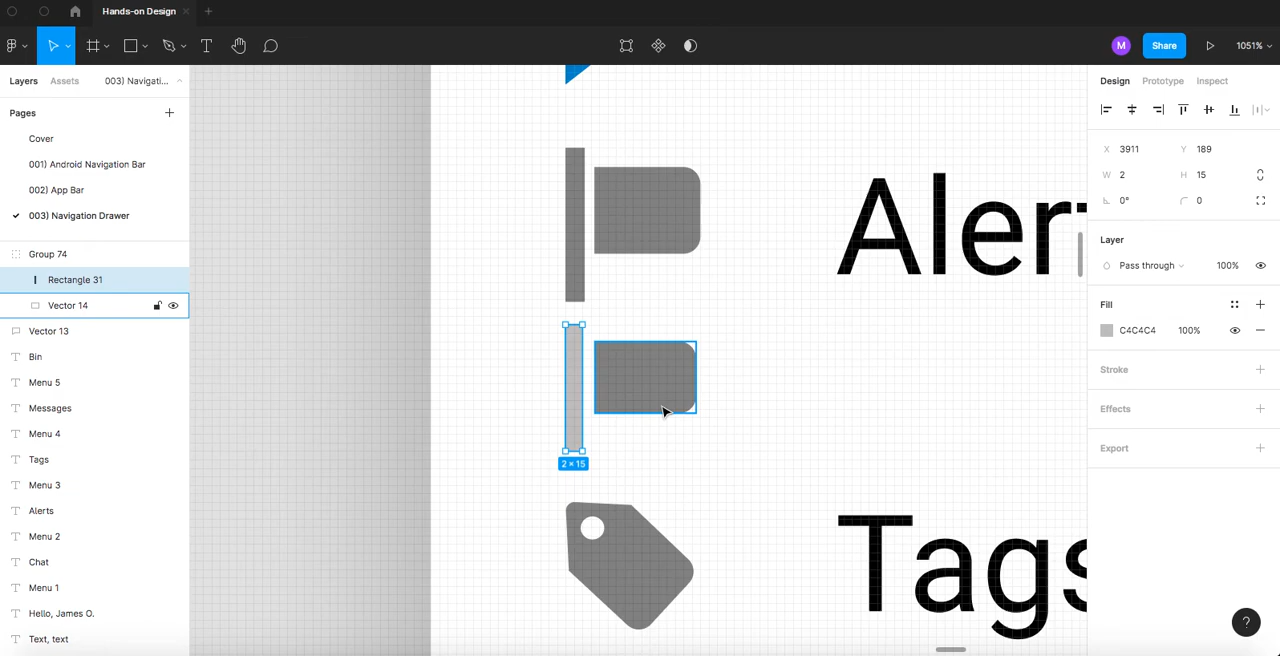 Hands-on Design
M
Share
1051%
Layers
Assets
003) Navigati...
Pages
Cover
001) Android Navigation Bar
002) App Bar
003) Navigation Drawer
Group 74
Rectangle 31
Vector 14
Vector 13
Bin
Menu 5
Messages
Menu 4
Tags
Menu 3
Alerts
Menu 2
Chat
Menu 1
Hello, James O.
Text, text
Alert
2 × 15
Tags
Design
Prototype
Inspect
X 3911 Y 189
W 2 H 15
0° 0
Layer
Pass through 100%
Fill
C4C4C4 100%
Stroke
Effects
Export
?